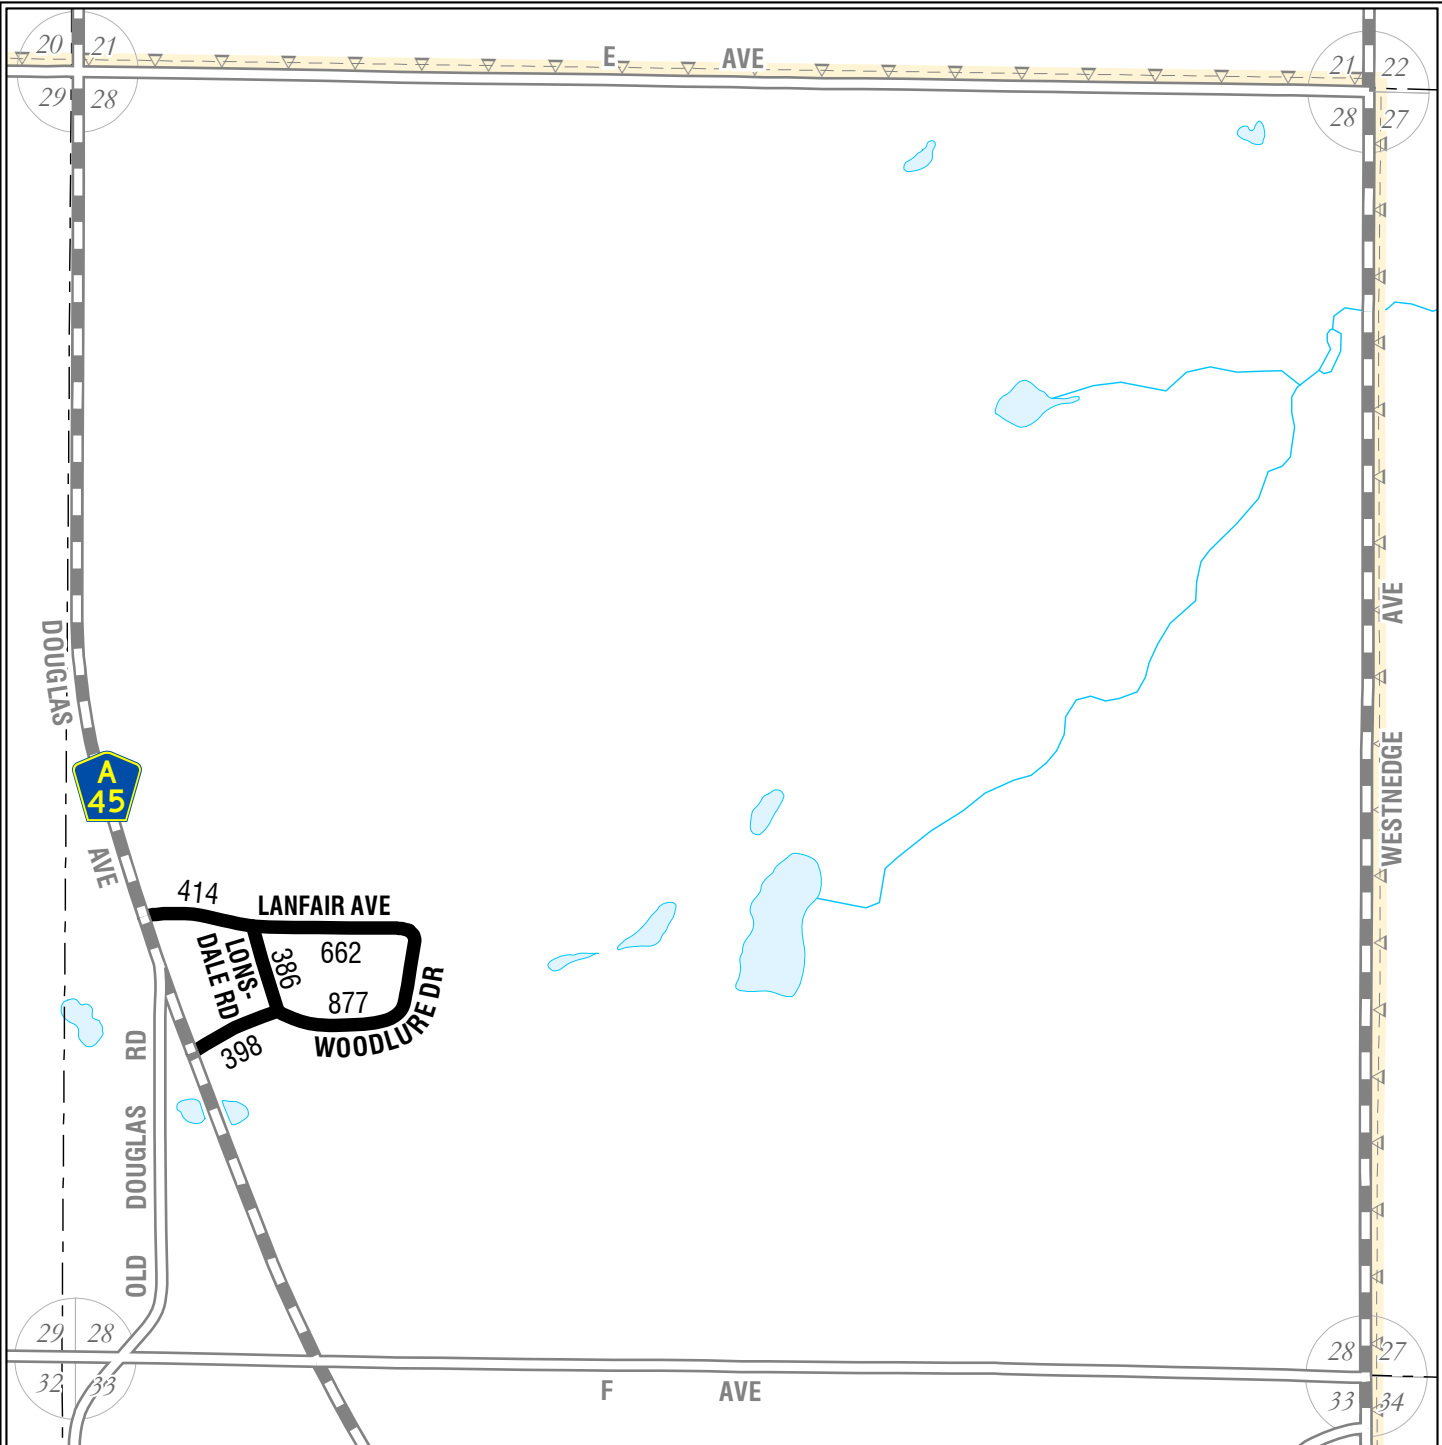 20 21
29 28
E AVE
21 22
28 27
DOUGLAS
AVE
A
45
AVE
WESTNEDGE
414
LANFAIR AVE
LONS-
DALE RD
386
662
877
WOODLURE DR
398
OLD DOUGLAS RD
29 28
32 33
F AVE
28 27
33 34